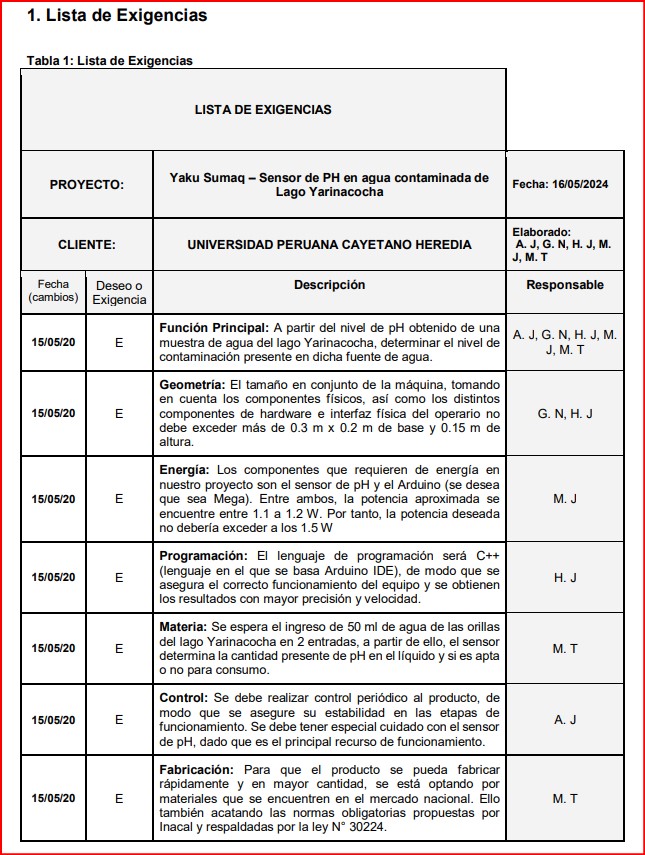 1. Lista de Exigencias
Tabla 1: Lista de Exigencias
LISTA DE EXIGENCIAS
PROYECTO:
Yaku Sumaq – Sensor de PH en agua contaminada de
Lago Yarinacocha
Fecha: 16/05/2024
CLIENTE:
UNIVERSIDAD PERUANA CAYETANO HEREDIA
Elaborado:
A. J, G. N, H. J, M.
J, M. T
Fecha
(cambios)
Deseo o
Exigencia
Descripción
Responsable
15/05/20
E
Función Principal: A partir del nivel de pH obtenido de una
muestra de agua del lago Yarinacocha, determinar el nivel de
contaminación presente en dicha fuente de agua.
A. J, G. N, H. J, M.
J, M. T
15/05/20
E
Geometría: El tamaño en conjunto de la máquina, tomando
en cuenta los componentes físicos, así como los distintos
componentes de hardware e interfaz física del operario no
debe exceder más de 0.3 m x 0.2 m de base y 0.15 m de
altura.
G. N, H. J
15/05/20
E
Energía: Los componentes que requieren de energía en
nuestro proyecto son el sensor de pH y el Arduino (se desea
que sea Mega). Entre ambos, la potencia aproximada se
encuentre entre 1.1 a 1.2 W. Por tanto, la potencia deseada
no debería exceder a los 1.5 W
M. J
15/05/20
E
Programación: El lenguaje de programación será C++
(lenguaje en el que se basa Arduino IDE), de modo que se
asegura el correcto funcionamiento del equipo y se obtienen
los resultados con mayor precisión y velocidad.
H. J
15/05/20
E
Materia: Se espera el ingreso de 50 ml de agua de las orillas
del lago Yarinacocha en 2 entradas, a partir de ello, el sensor
determina la cantidad presente de pH en el líquido y si es apta
o no para consumo.
M. T
15/05/20
E
Control: Se debe realizar control periódico al producto, de
modo que se asegure su estabilidad en las etapas de
funcionamiento. Se debe tener especial cuidado con el sensor
de pH, dado que es el principal recurso de funcionamiento.
A. J
15/05/20
E
Fabricación: Para que el producto se pueda fabricar
rápidamente y en mayor cantidad, se está optando por
materiales que se encuentren en el mercado nacional. Ello
también acatando las normas obligatorias propuestas por
Inacal y respaldadas por la ley N° 30224.
M. T